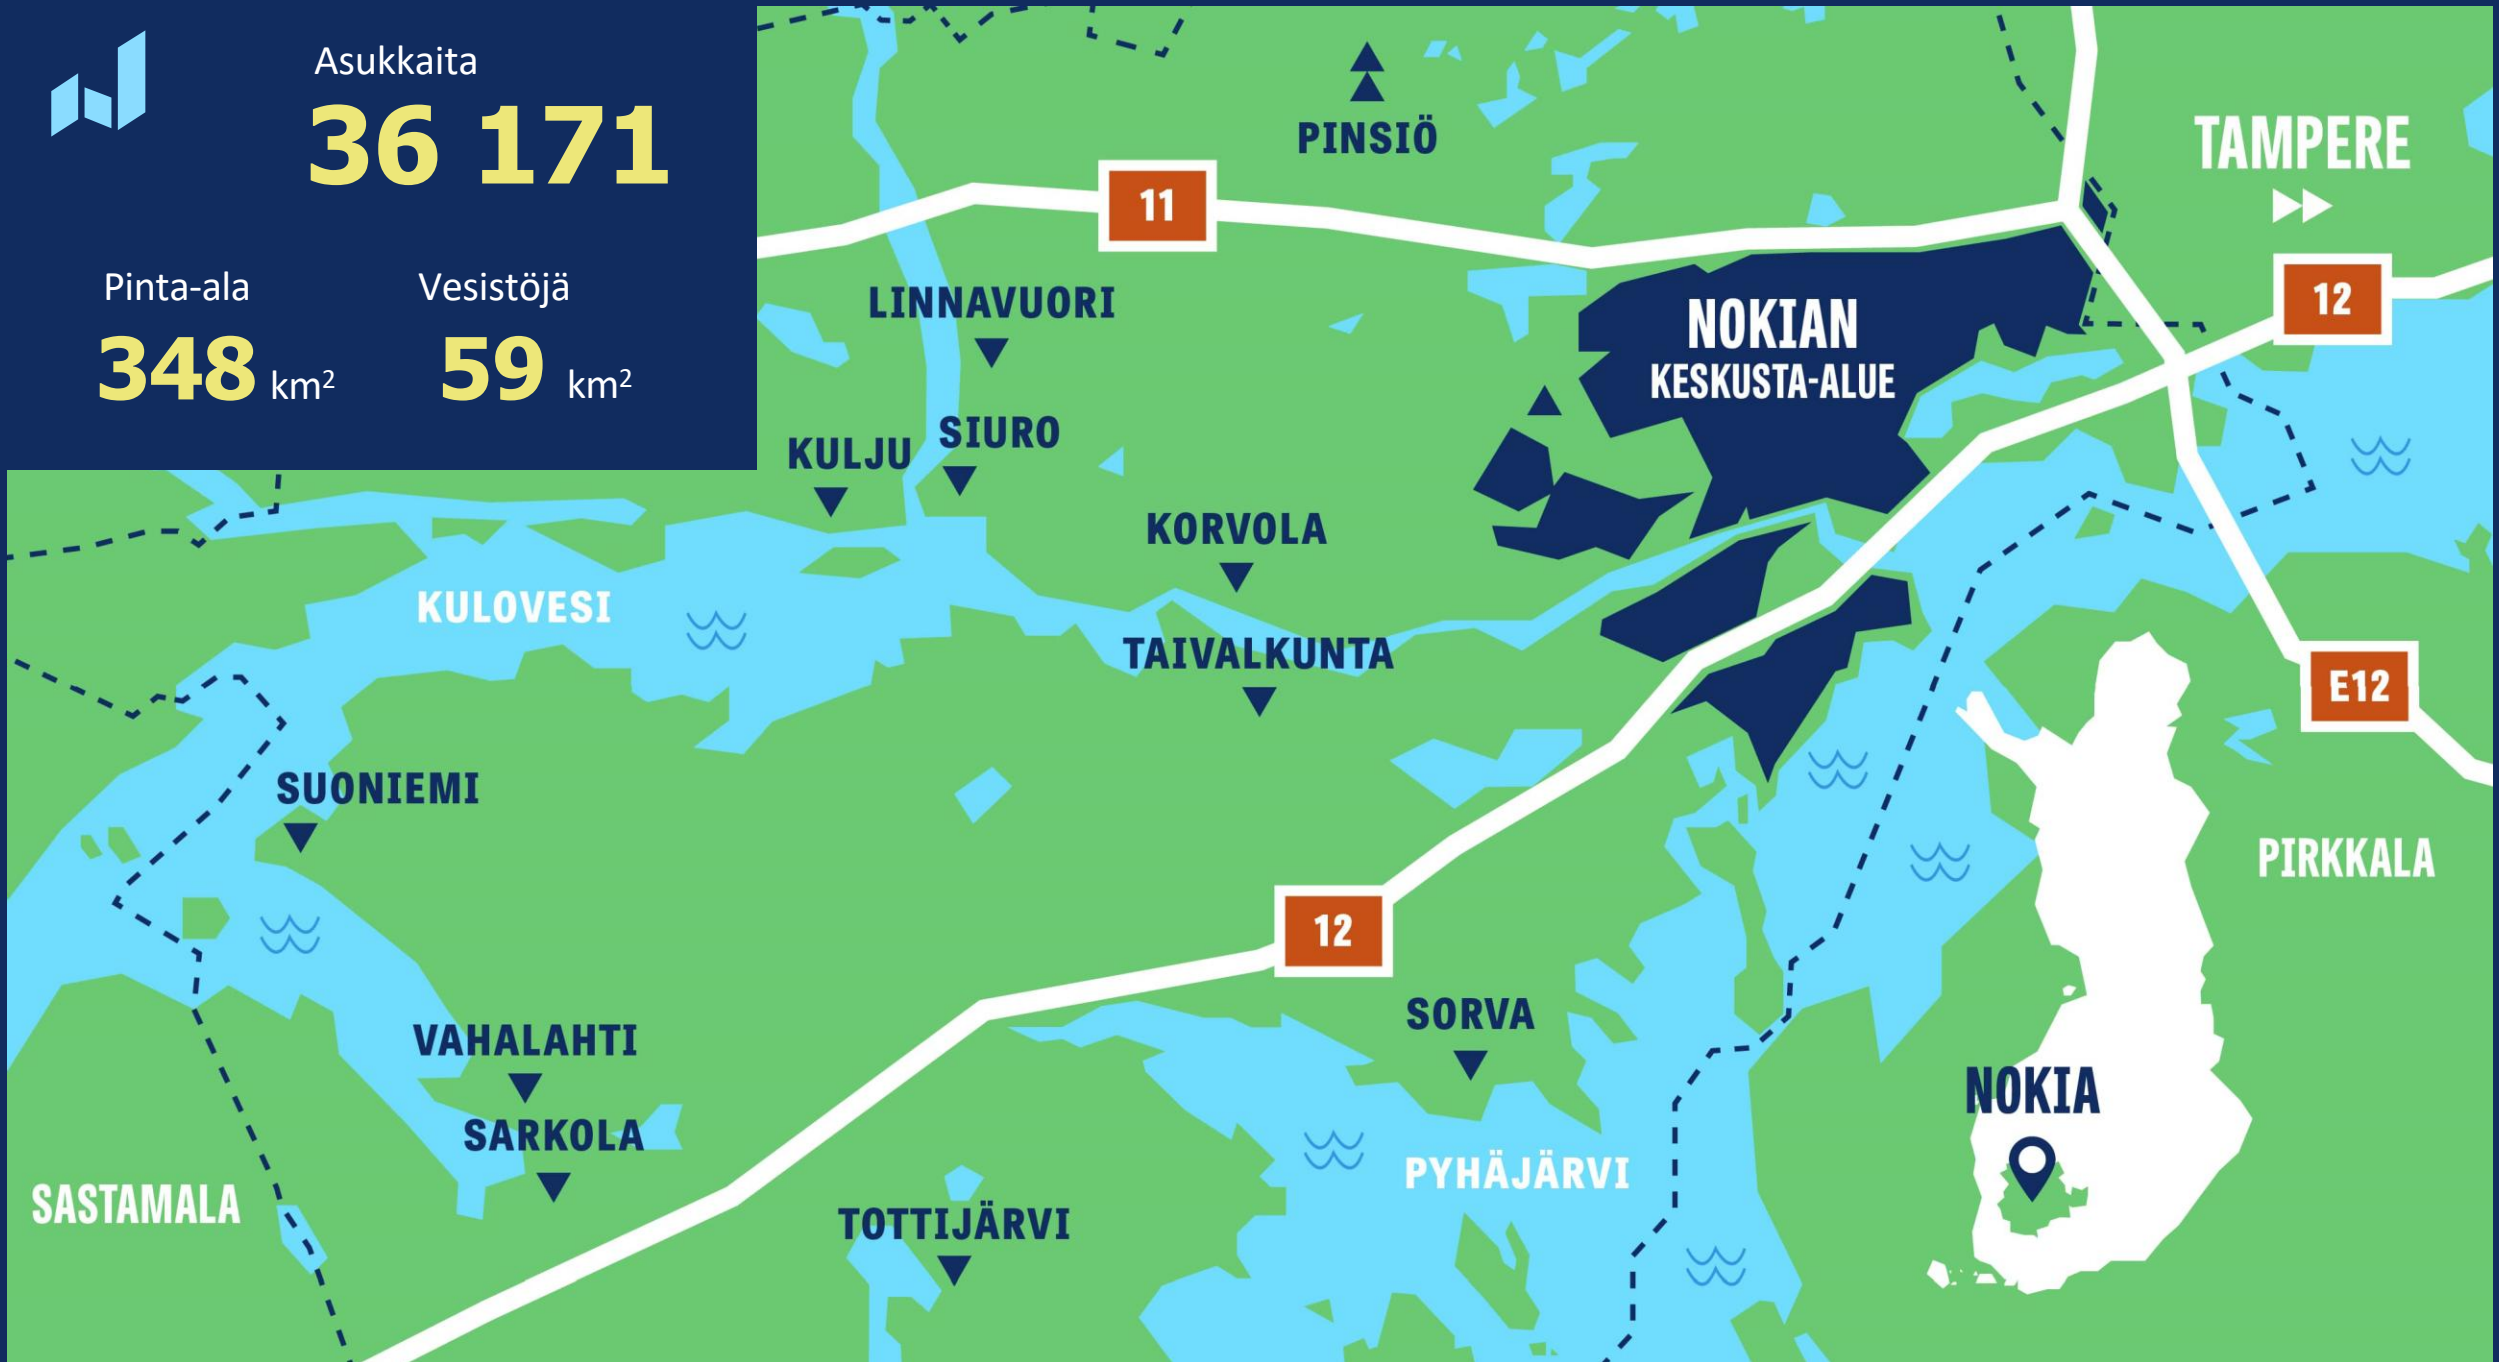 Asukkaita
36 171
Pinta-ala
348 km²
Vesistöjä
59 km²
PINSIÖ
TAMPERE
11
12
LINNAVUORI
NOKIAN
KESKUSTA-ALUE
SIURO
KULJU
KORVOLA
KULOVESI
TAIVALKUNTA
E12
SUONIEMI
PIRKKALA
12
SORVA
VAHALAHTI
NOKIA
SARKOLA
PYHÄJÄRVI
SASTAMALA
TOTTIJÄRVI